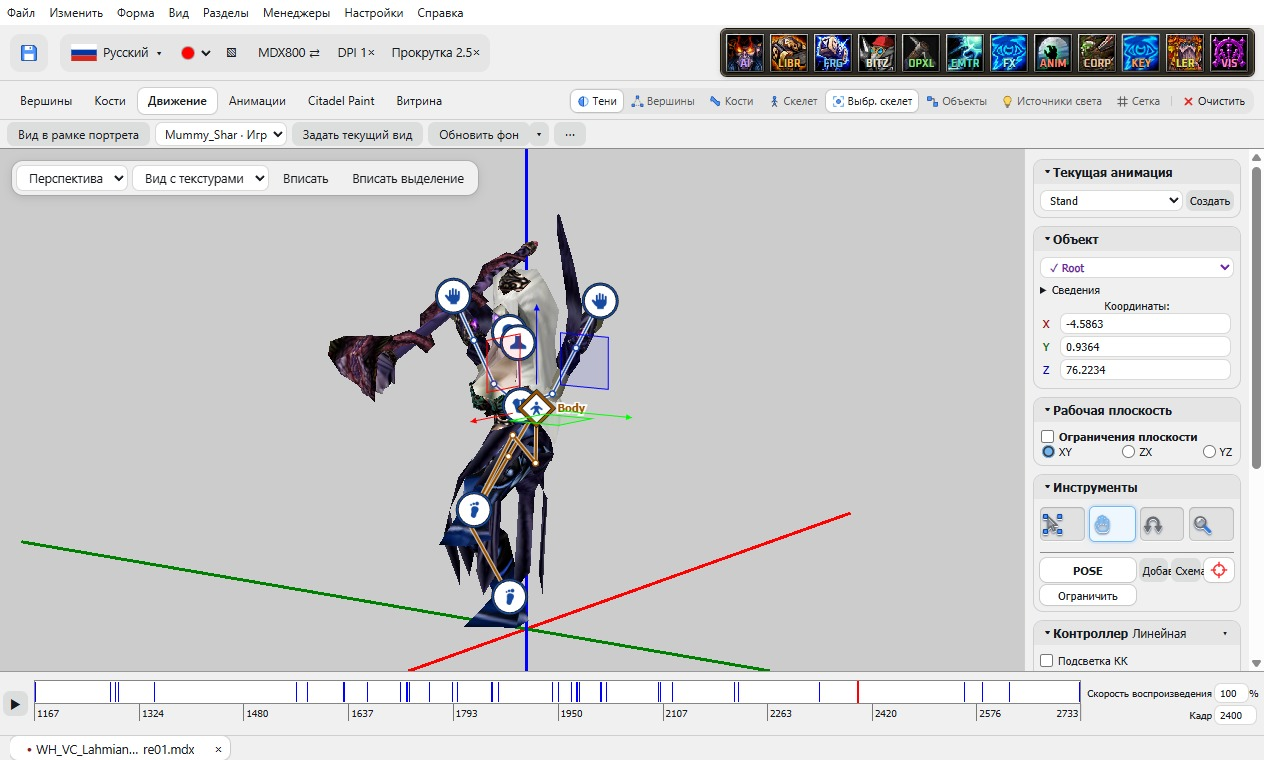 Файл Изменить Форма Вид Разделы Менеджеры Настройки Справка
Русский MDX800 ⇄ DPI 1× Прокрутка 2.5×
AI LIBR FRG BITZ OPXL EMTR FX ANIM CORP KEY LER VIS
Вершины Кости Движение Анимации Citadel Paint Витрина
Тени Вершины Кости Скелет Выбр. скелет Объекты Источники света Сетка Очистить
Вид в рамке портрета Mummy_Shar · Игр Задать текущий вид Обновить фон ...
Перспектива Вид с текстурами Вписать Вписать выделение
Body
Текущая анимация
Stand Создать
Объект
✓ Root
Сведения
Координаты:
X -4.5863
Y 0.9364
Z 76.2234
Рабочая плоскость
Ограничения плоскости
XY ZX YZ
Инструменты
POSE Добав Схема
Ограничить
Контроллер Линейная
Подсветка КК
Скорость воспроизведения 100 %
1167 1324 1480 1637 1793 1950 2107 2263 2420 2576 2733
Кадр 2400
• WH_VC_Lahmian... re01.mdx ×